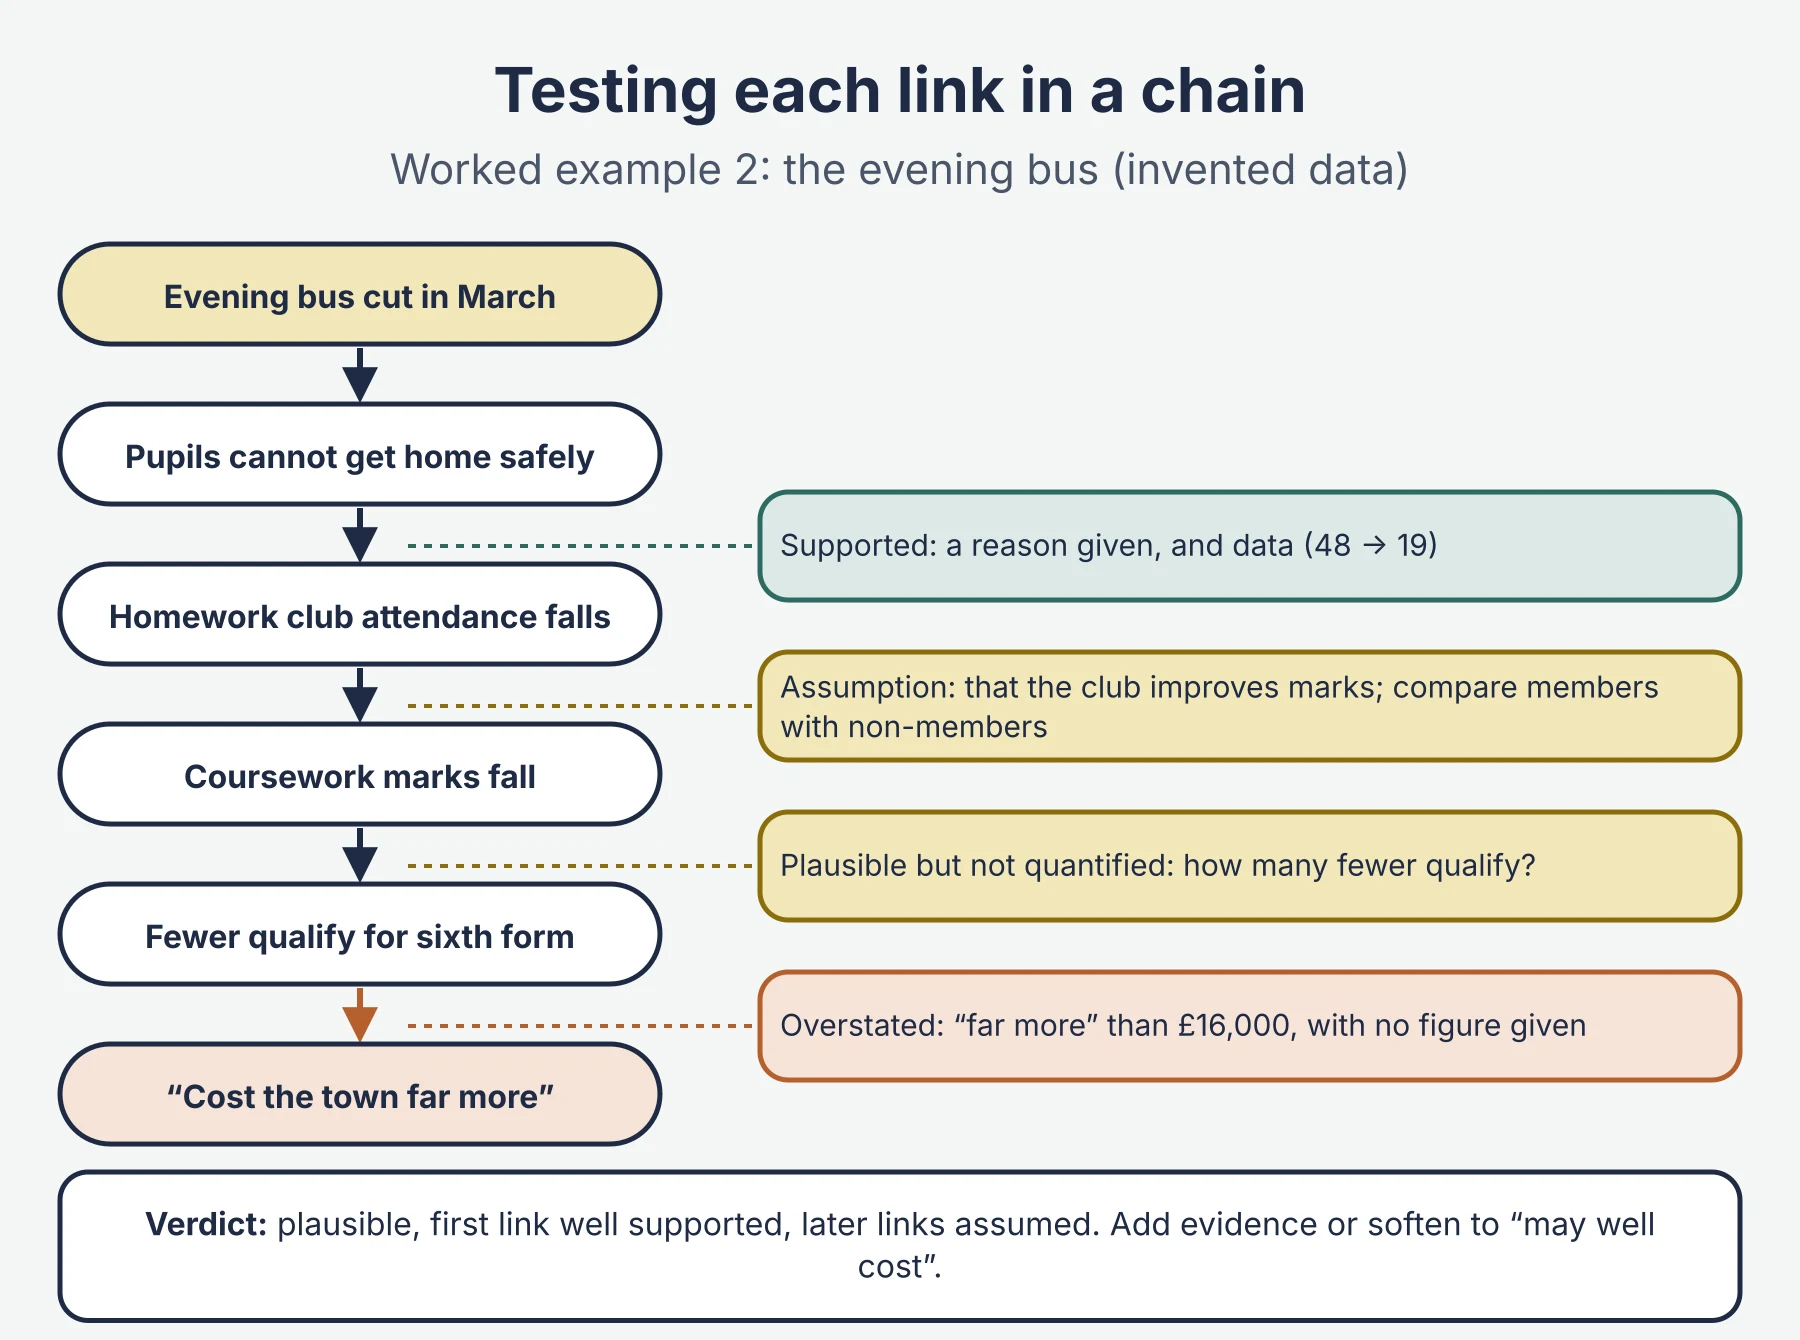 Testing each link in a chain
Worked example 2: the evening bus (invented data)
Evening bus cut in March
Pupils cannot get home safely
Supported: a reason given, and data (48 → 19)
Homework club attendance falls
Assumption: that the club improves marks; compare members
with non-members
Coursework marks fall
Plausible but not quantified: how many fewer qualify?
Fewer qualify for sixth form
Overstated: “far more” than £16,000, with no figure given
“Cost the town far more”
Verdict: plausible, first link well supported, later links assumed. Add evidence or soften to “may well
cost”.